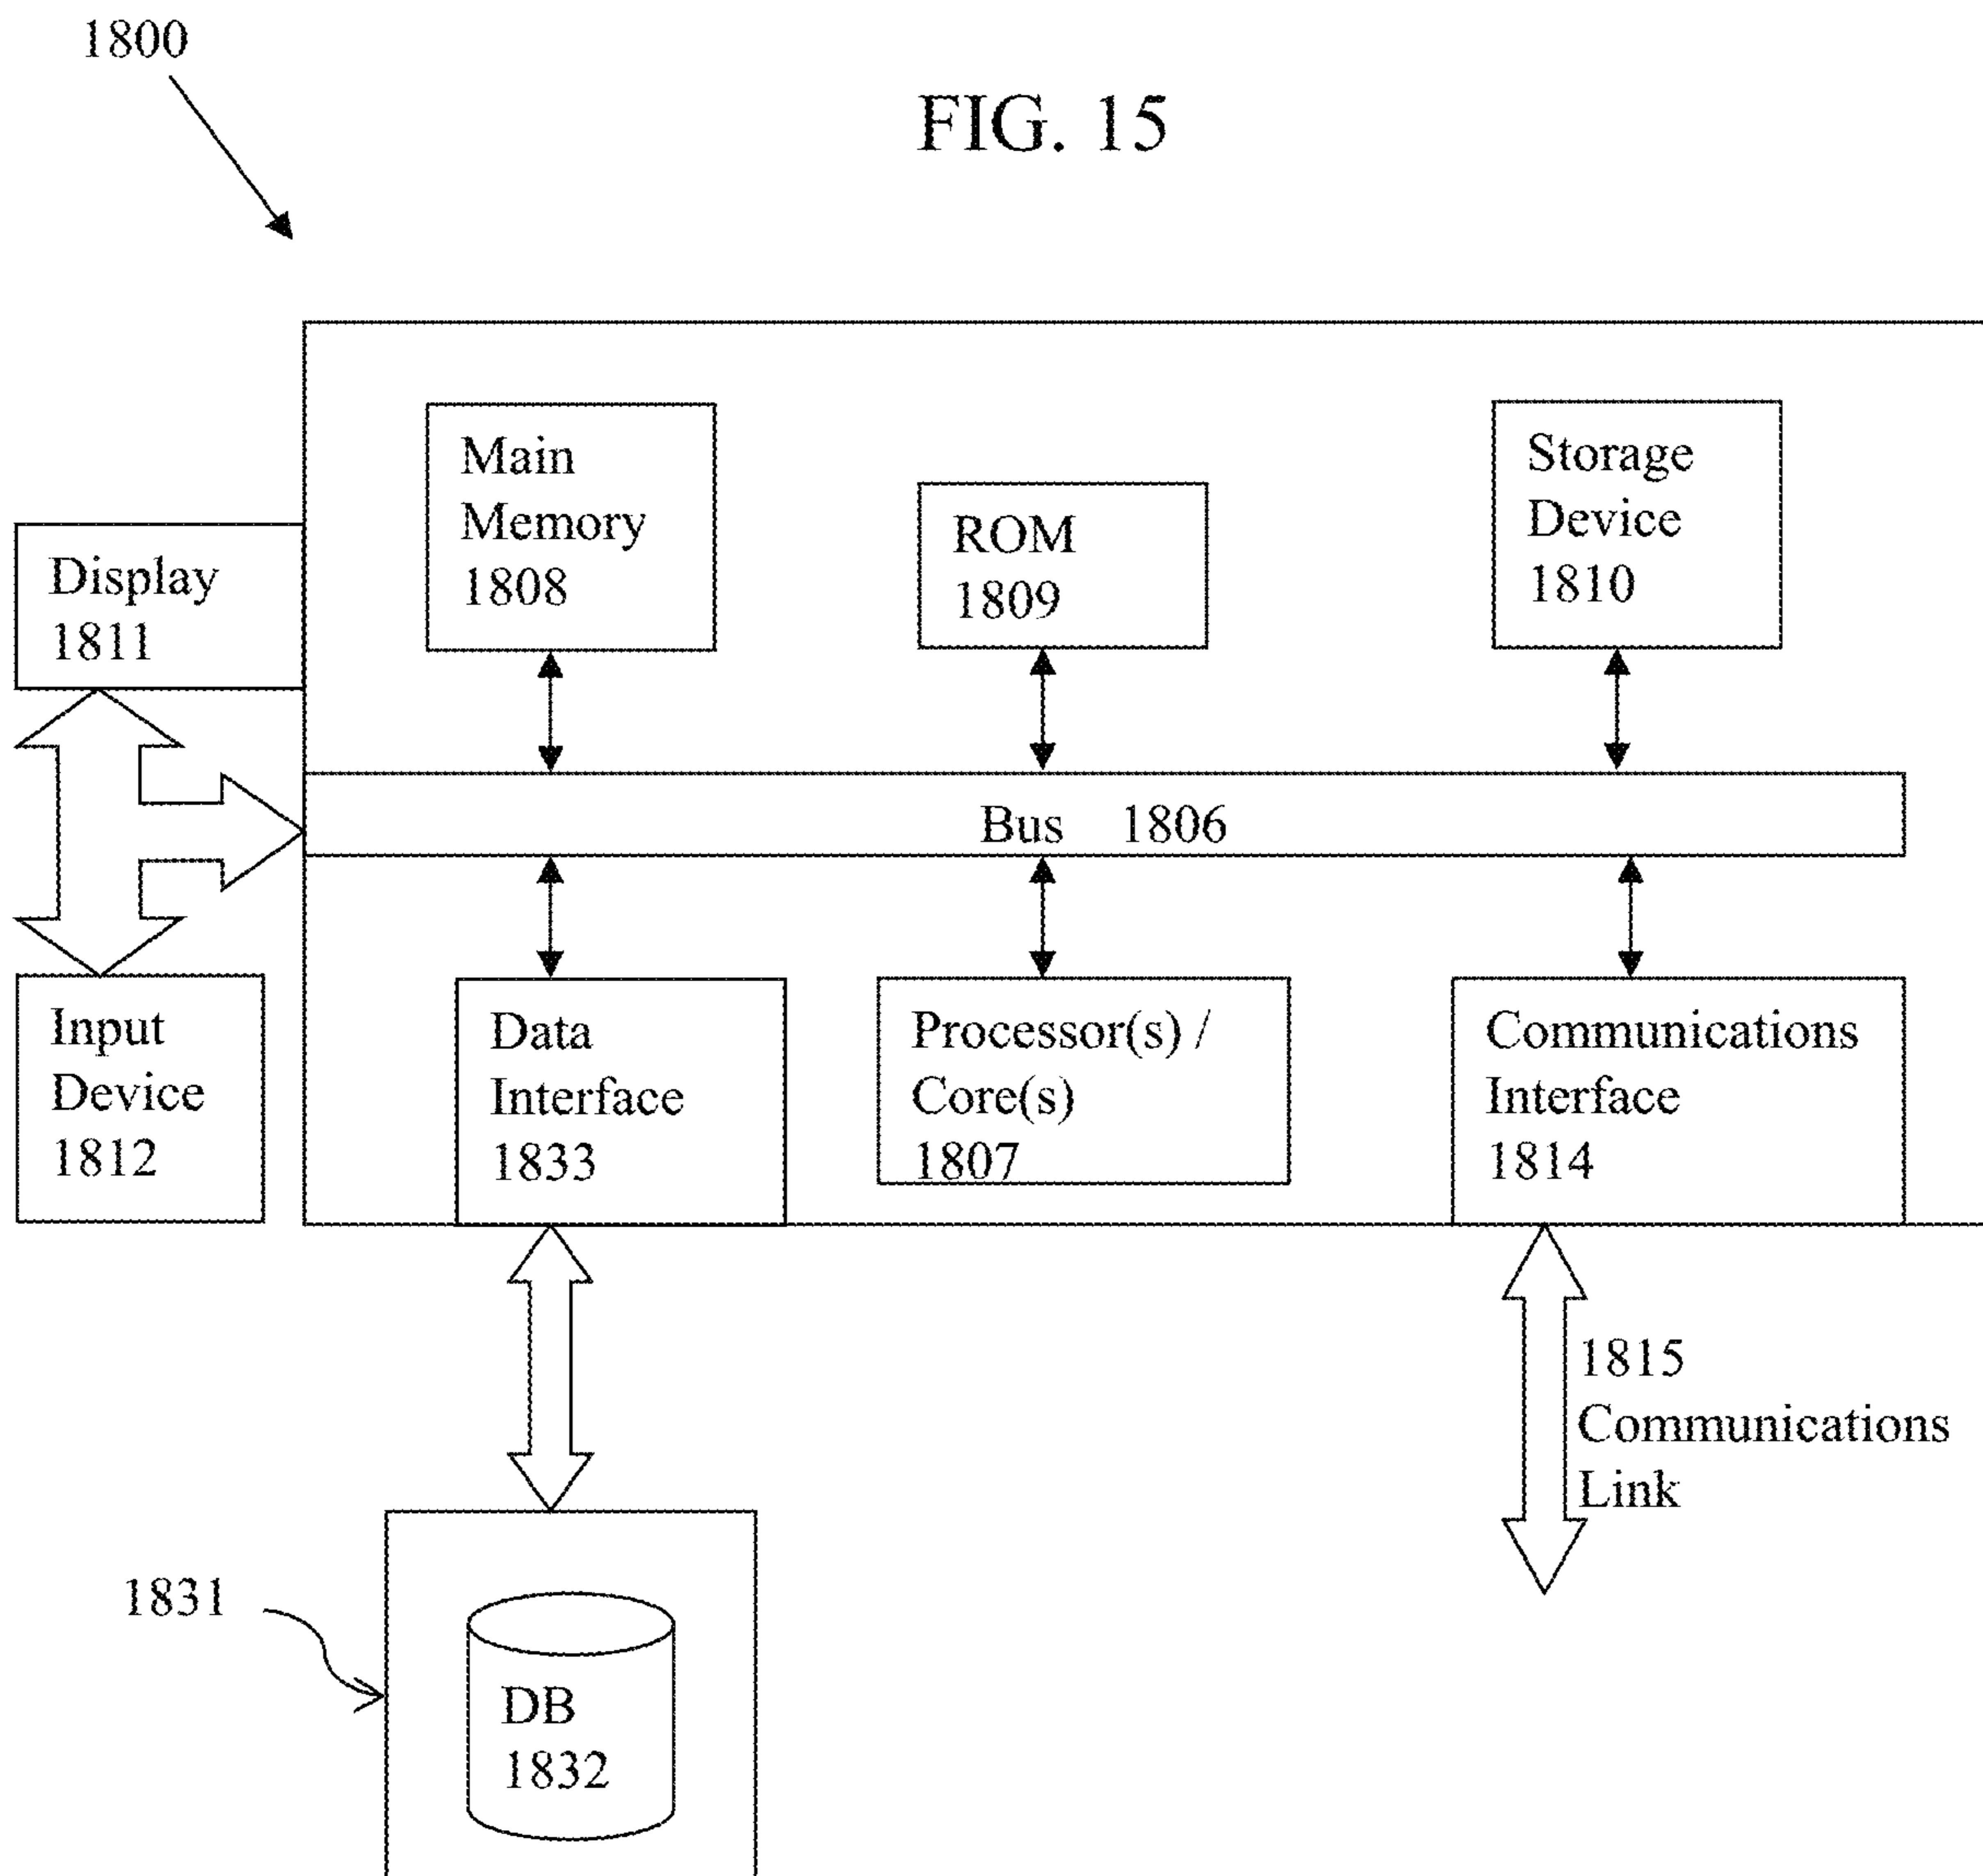 1800
FIG. 15
Main
Memory
1808
ROM
1809
Storage
Device
1810
Display
1811
Bus 1806
Input
Device
1812
Data
Interface
1833
Processor(s) /
Core(s)
1807
Communications
Interface
1814
1815
Communications
Link
1831
DB
1832